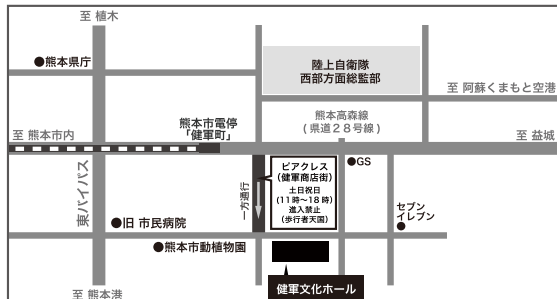 至 植木
●熊本県庁
陸上自衛隊
西部方面総監部
至 阿蘇くまもと空港
熊本市電停
「健軍町」
熊本高森線
(県道28号線)
至 熊本市内
至 益城
東バイパス
一方通行
ピアクレス
(健軍商店街)
土日祝日
(11時~18時)
進入禁止
(歩行者天国)
●GS
セブン
イレブン
●旧 市民病院
●熊本市動植物園
健軍文化ホール
至 熊本港